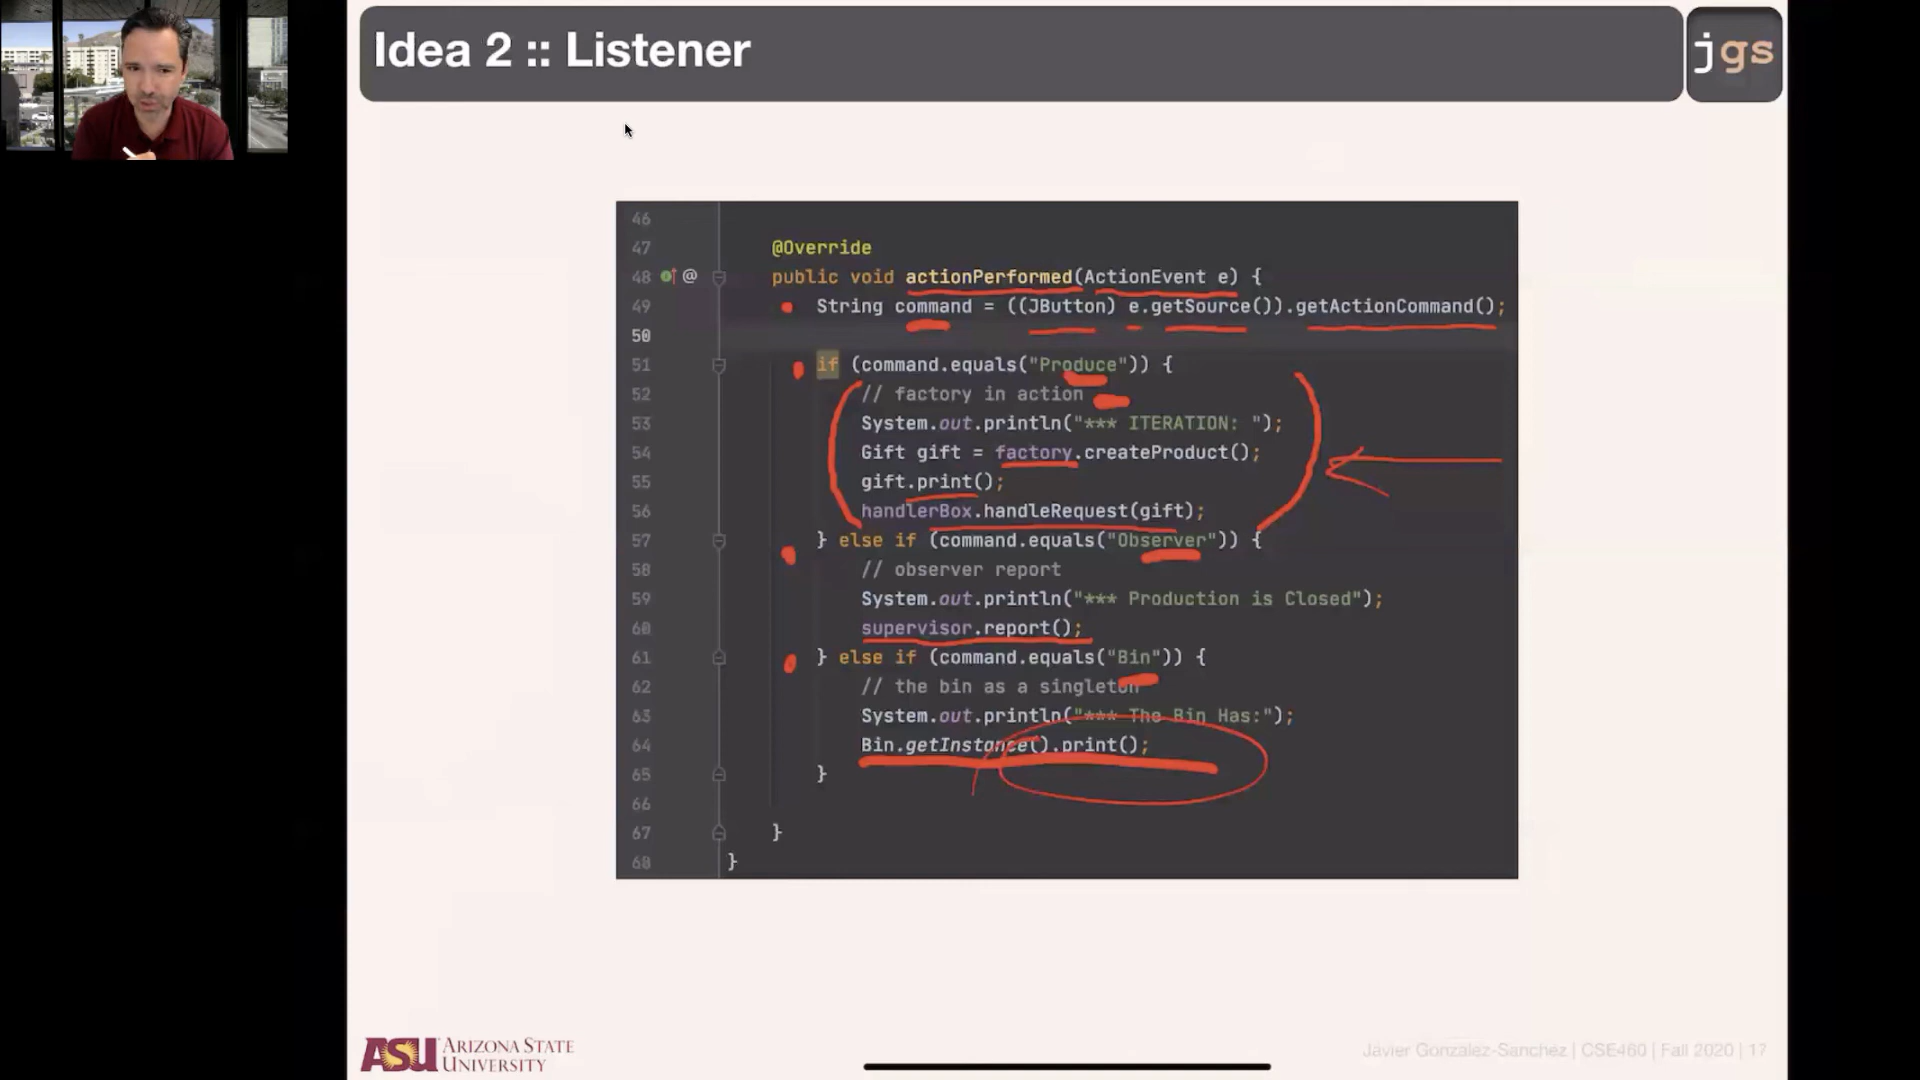 Idea 2 :: Listener
jgs
46
47 @Override
48 @ public void actionPerformed(ActionEvent e) {
49 String command = ((JButton) e.getSource()).getActionCommand();
50
51 if (command.equals("Produce")) {
52 // factory in action
53 System.out.println("*** ITERATION: ");
54 Gift gift = factory.createProduct();
55 gift.print();
56 handlerBox.handleRequest(gift);
57 } else if (command.equals("Observer")) {
58 // observer report
59 System.out.println("*** Production is Closed");
60 supervisor.report();
61 } else if (command.equals("Bin")) {
62 // the bin as a singleton
63 System.out.println("*** The Bin Has:");
64 Bin.getInstance().print();
65 }
66
67 }
68 }
ASU ARIZONA STATE
UNIVERSITY
Javier Gonzalez-Sanchez | CSE460 | Fall 2020 | 17